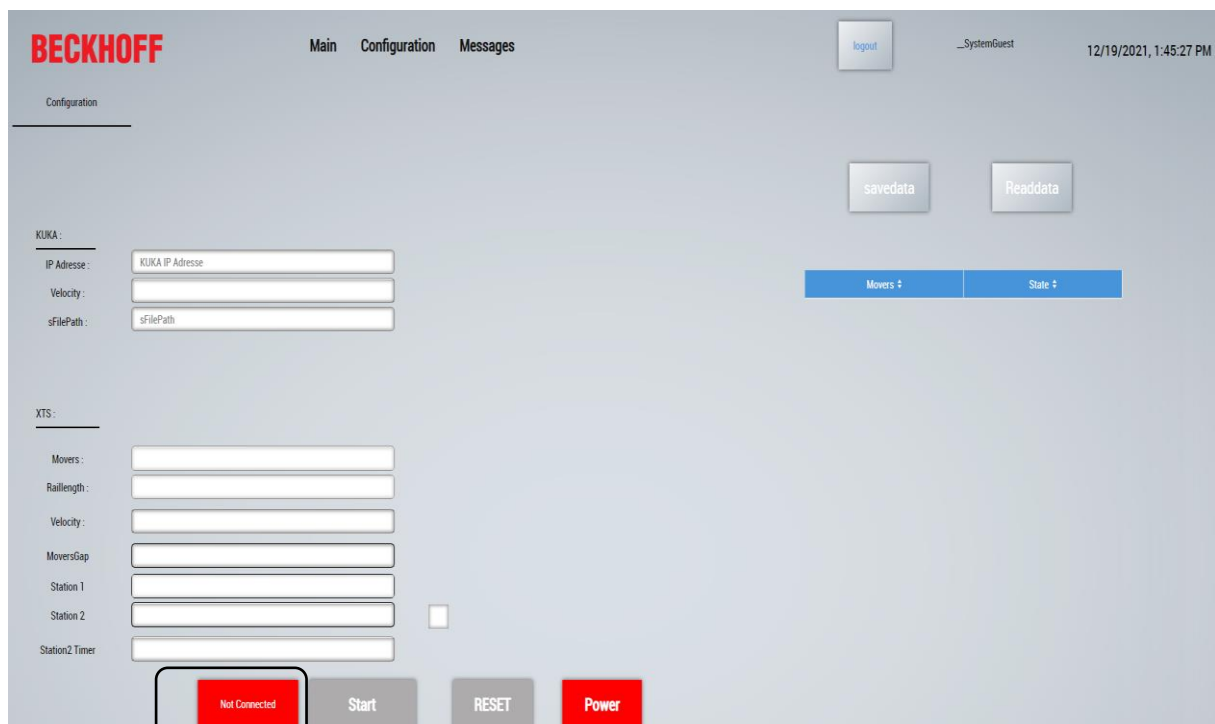 BECKHOFF Main Configuration Messages logout _SystemGuest 12/19/2021, 1:45:27 PM
Configuration
savedata Readdata
KUKA :
IP Adresse : KUKA IP Adresse
Movers State
Velocity :
sFilePath : sFilePath
XTS :
Movers :
Raillength :
Velocity :
MoversGap
Station 1
Station 2
Station2 Timer
Not Connected Start RESET Power